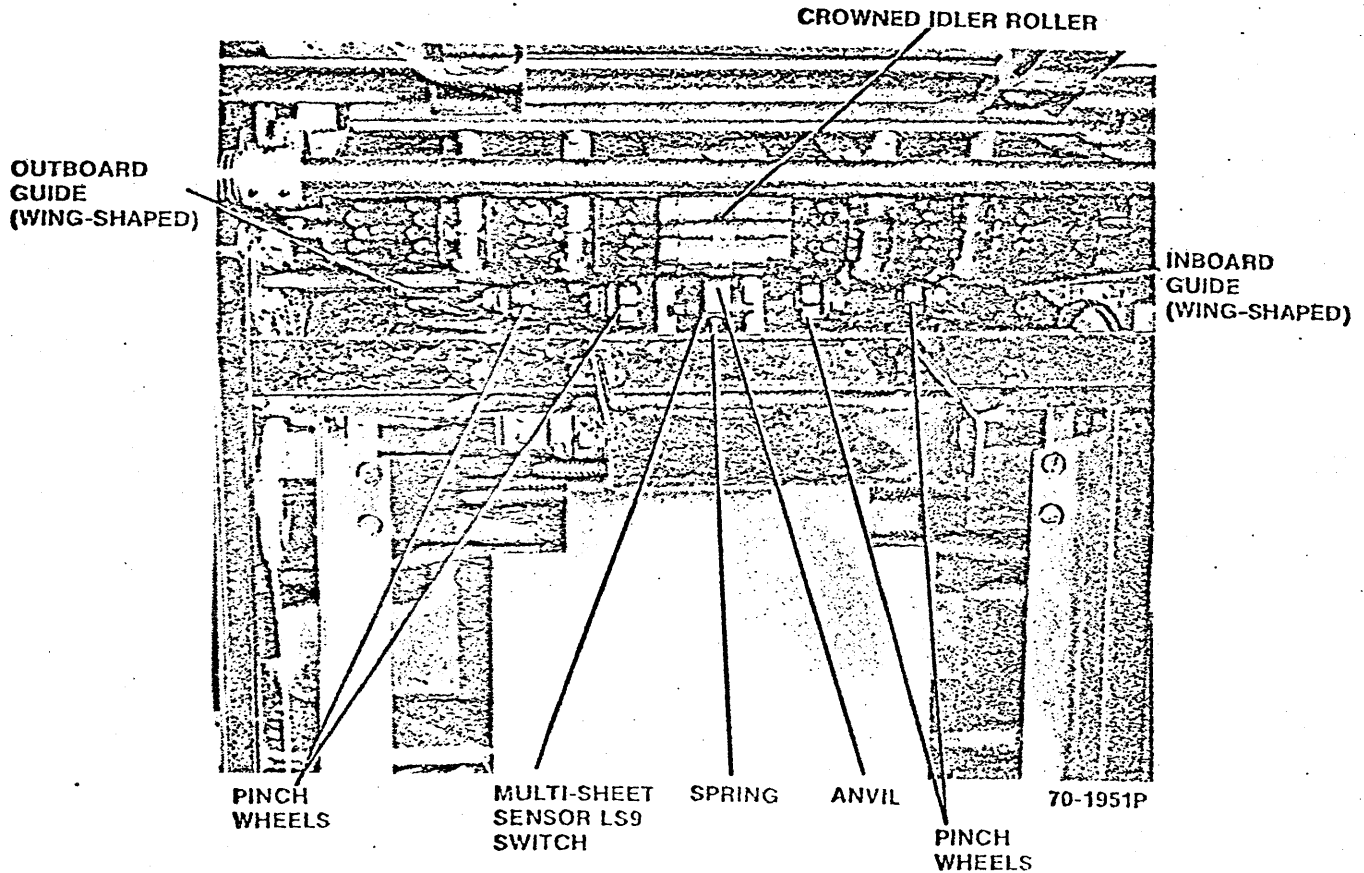 CROWNED IDLER ROLLER
OUTBOARD
GUIDE
(WING-SHAPED)
INBOARD
GUIDE
(WING-SHAPED)
PINCH
WHEELS
MULTI-SHEET
SENSOR LS9
SWITCH
SPRING
ANVIL
PINCH
WHEELS
70-1951P